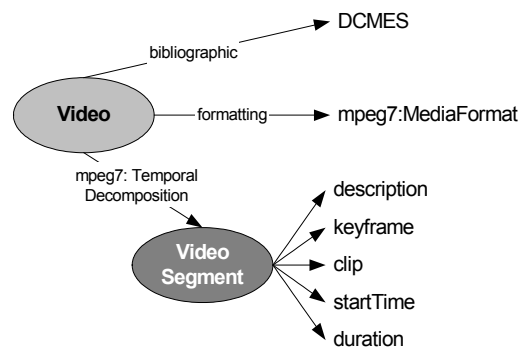 DCMES
bibliographic
Video
formatting
mpeg7:MediaFormat
mpeg7: Temporal
Decomposition
description
keyframe
Video
Segment
clip
startTime
duration